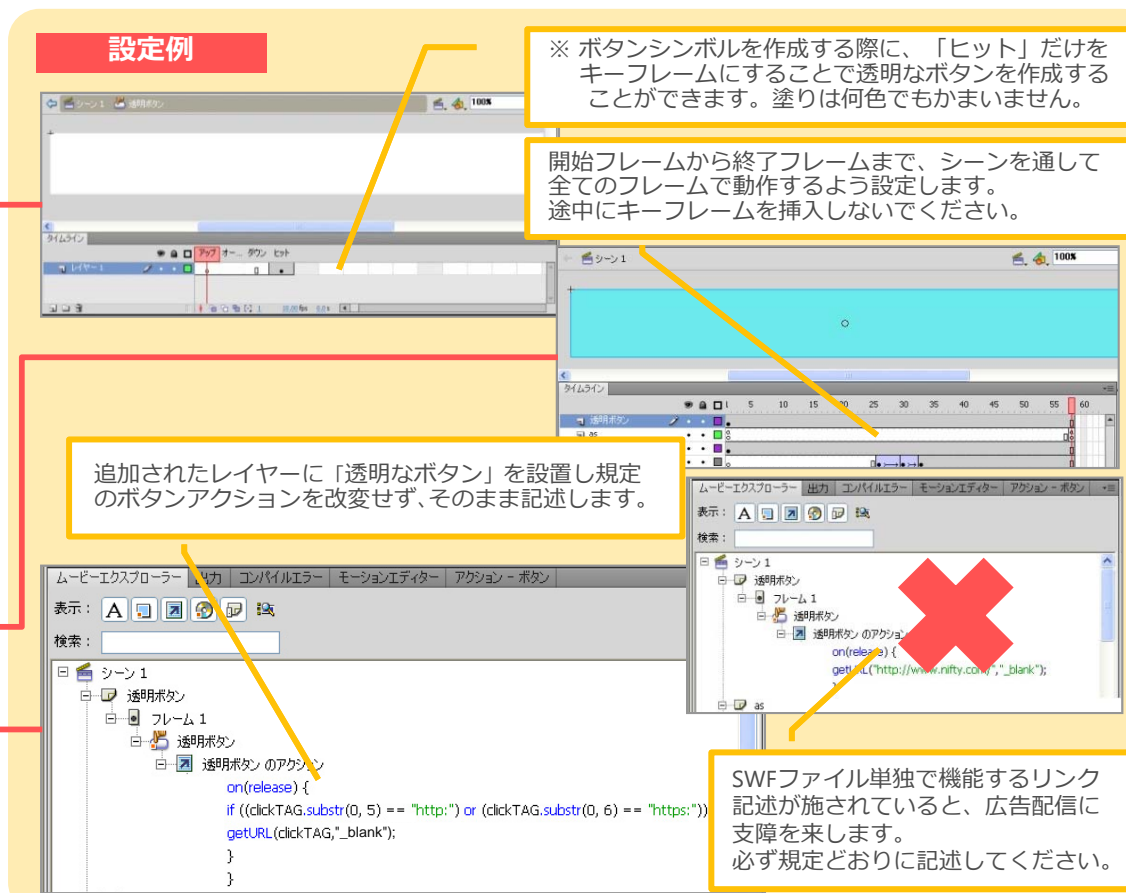 設定例
※ ボタンシンボルを作成する際に、「ヒット」だけを
キーフレームにすることで透明なボタンを作成する
ことができます。塗りは何色でもかまいません。
シーン 1 透明ボタン
100%
開始フレームから終了フレームまで、シーンを通して
全てのフレームで動作するよう設定します。
途中にキーフレームを挿入しないでください。
タイムライン
アップ オー... ダウン ヒット
レイヤー 1
1
シーン 1
100%
タイムライン
1 5 10 15 20 25 30 35 40 45 50 55 60
透明ボタン
as
追加されたレイヤーに「透明なボタン」を設置し規定
のボタンアクションを改変せず、そのまま記述します。
ムービーエクスプローラー 出力 コンパイルエラー モーションエディター アクション - ボタン
表示：
検索：
シーン 1
透明ボタン
フレーム 1
透明ボタン
透明ボタン のアクション
on(release) {
getURL("http://www.nifty.com/","_blank");
}
as
ムービーエクスプローラー 出力 コンパイルエラー モーションエディター アクション - ボタン
表示：
検索：
シーン 1
透明ボタン
フレーム 1
透明ボタン
透明ボタン のアクション
on(release) {
if ((clickTAG.substr(0, 5) == "http:") or (clickTAG.substr(0, 6) == "https:"))
getURL(clickTAG,"_blank");
}
}
SWFファイル単独で機能するリンク
記述が施されていると、広告配信に
支障を来します。
必ず規定どおりに記述してください。